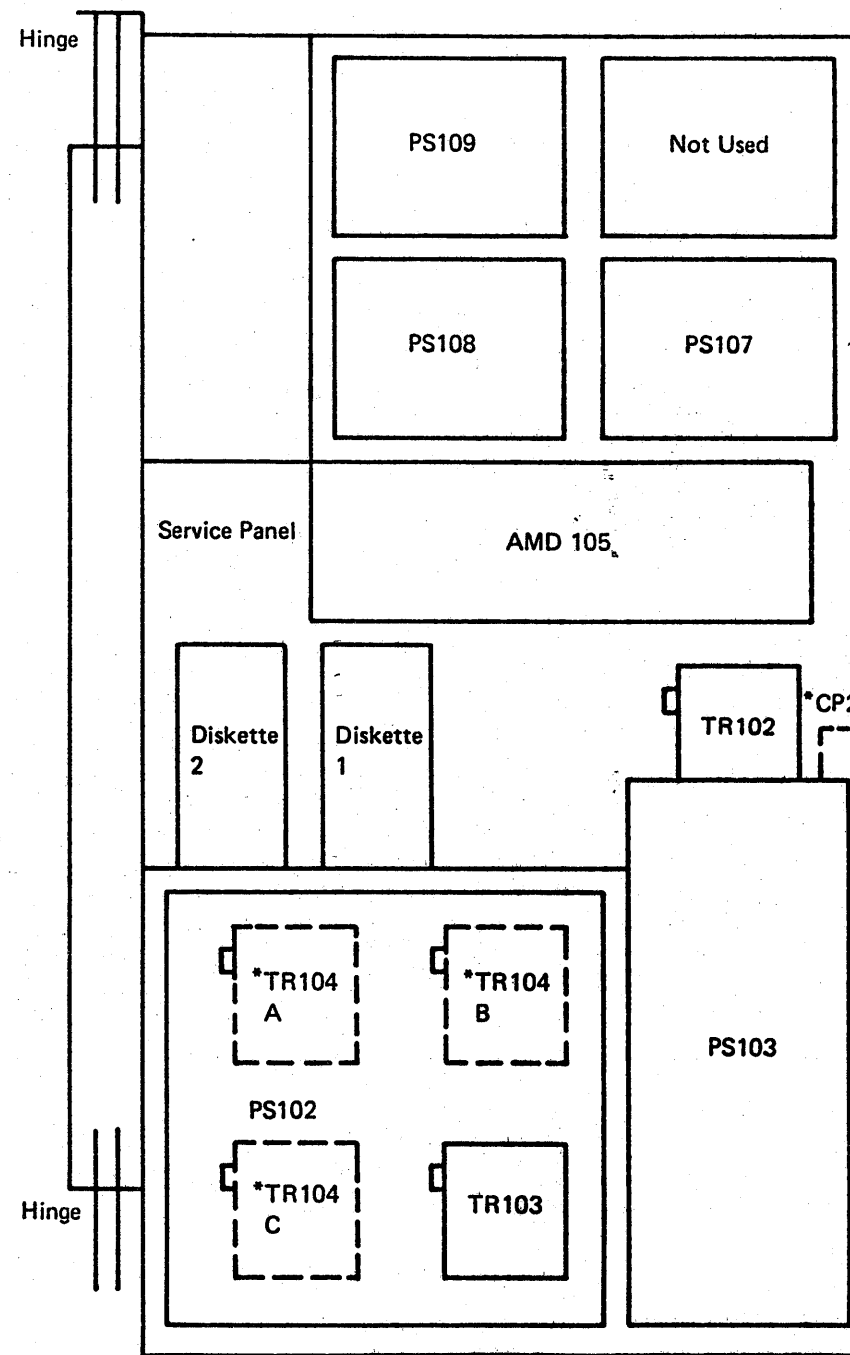 Hinge
PS109
Not Used
PS108
PS107
Service Panel
AMD 105
TR102
*CP2
Diskette
2
Diskette
1
*TR104
A
*TR104
B
PS103
PS102
*TR104
C
TR103
Hinge